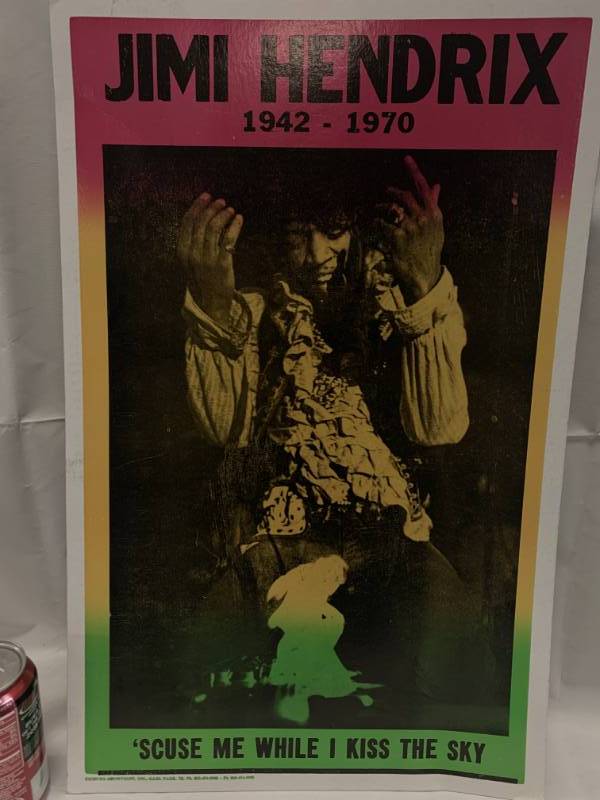 JIMI HENDRIX
1942 - 1970
'SCUSE ME WHILE I KISS THE SKY